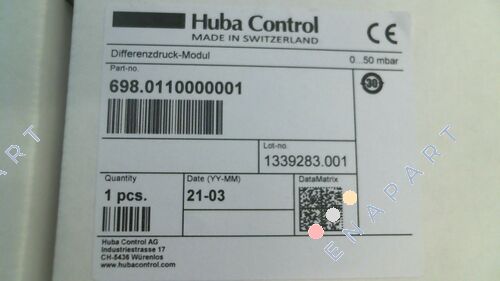 Huba Control
MADE IN SWITZERLAND
CE
Differenzdruck-Modul
0...50 mbar
Part-no.
698.0110000001
30
Lot-no
1339283.001
Quantity
Date (YY-MM)
DataMatrix
1 pcs.
21-03
Huba Control AG
Industriestrasse 17
CH-5436 Würenlos
www.hubacontrol.com
ENAPART
ENAPART
ENAPART